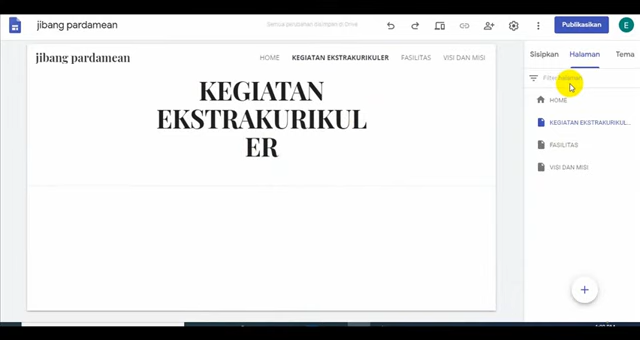 jibang pardamean
Semua perubahan disimpan di Drive
Publikasikan
E
jibang pardamean
HOME KEGIATAN EKSTRAKURIKULER FASILITAS VISI DAN MISI
KEGIATAN
EKSTRAKURIKUL
ER
Sisipkan Halaman Tema
Filter halaman
HOME
KEGIATAN EKSTRAKURIKUL...
FASILITAS
VISI DAN MISI